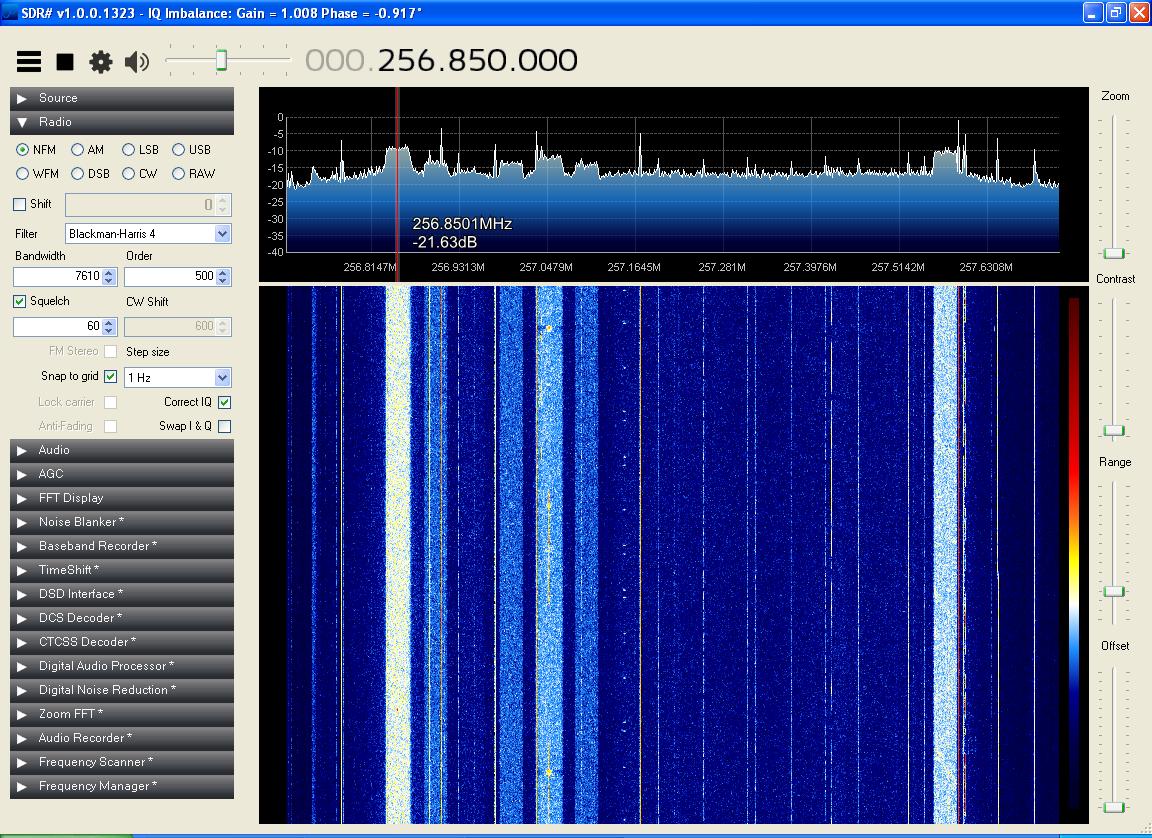 SDR# v1.0.0.1323 - IQ Imbalance: Gain = 1.008 Phase = -0.917°
000.256.850.000
Source
Radio
NFM AM LSB USB
WFM DSB CW RAW
Shift 0
Filter Blackman-Harris 4
Bandwidth Order
7610 500
Squelch CW Shift
60 600
FM Stereo Step size
Snap to grid 1 Hz
Lock carrier Correct IQ
Anti-Fading Swap I & Q
Audio
AGC
FFT Display
Noise Blanker *
Baseband Recorder *
TimeShift *
DSD Interface *
DCS Decoder *
CTCSS Decoder *
Digital Audio Processor *
Digital Noise Reduction *
Zoom FFT *
Audio Recorder *
Frequency Scanner *
Frequency Manager *
0
-5
-10
-15
-20
-25
-30
-35
-40
256.8501MHz
-21.63dB
256.8147M 256.9313M 257.0479M 257.1645M 257.281M 257.3976M 257.5142M 257.6308M
Zoom
Contrast
Range
Offset